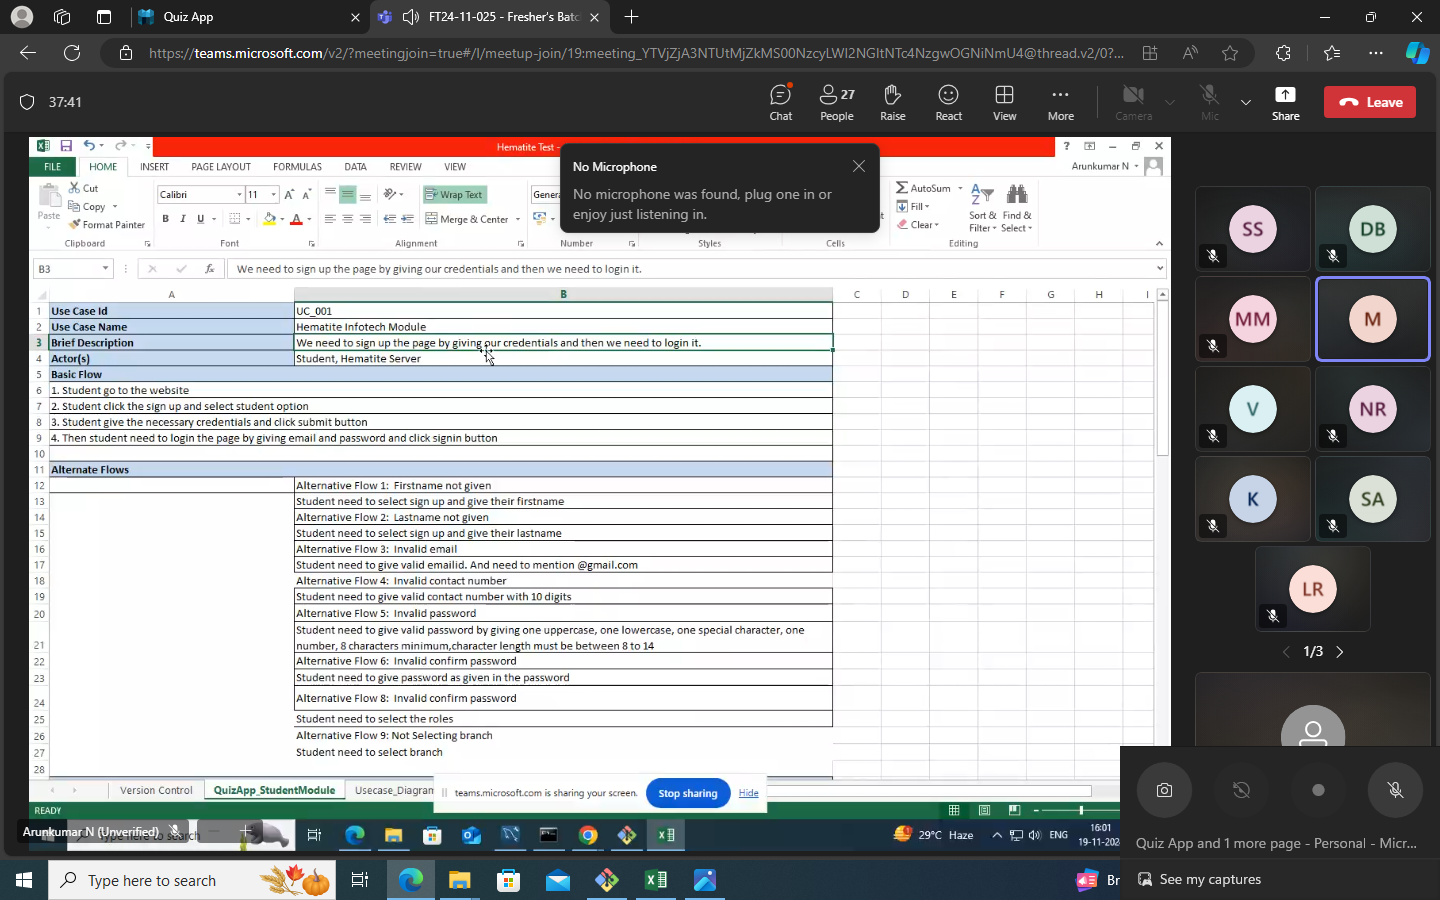 Quiz App
FT24-11-025 - Fresher's Batc
https://teams.microsoft.com/v2/?meetingjoin=true#/l/meetup-join/19:meeting_YTVjZjA3NTUtMjZkMS00NzcyLWI2NGItNTc4NzgwOGNiNmU4@thread.v2/0?...
37:41
Chat
27
People
Raise
React
View
More
Camera
Mic
Share
Leave
Hematite Test -
No Microphone
No microphone was found, plug one in or
enjoy just listening in.
FILE HOME INSERT PAGE LAYOUT FORMULAS DATA REVIEW VIEW
Arunkumar N
Paste
Cut
Copy
Format Painter
Clipboard
Calibri 11
B I U
Font
Wrap Text
Merge & Center
Alignment
Genera
Number
Styles
Cells
AutoSum
Fill
Clear
Sort & Filter
Find & Select
Editing
B3
fx
We need to sign up the page by giving our credentials and then we need to login it.
A B C D E F G H I
1 Use Case Id UC_001
2 Use Case Name Hematite Infotech Module
3 Brief Description We need to sign up the page by giving our credentials and then we need to login it.
4 Actor(s) Student, Hematite Server
5 Basic Flow
6 1. Student go to the website
7 2. Student click the sign up and select student option
8 3. Student give the necessary credentials and click submit button
9 4. Then student need to login the page by giving email and password and click signin button
10
11 Alternate Flows
12 Alternative Flow 1: Firstname not given
13 Student need to select sign up and give their firstname
14 Alternative Flow 2: Lastname not given
15 Student need to select sign up and give their lastname
16 Alternative Flow 3: Invalid email
17 Student need to give valid emailid. And need to mention @gmail.com
18 Alternative Flow 4: Invalid contact number
19 Student need to give valid contact number with 10 digits
20 Alternative Flow 5: Invalid password
Student need to give valid password by giving one uppercase, one lowercase, one special character, one
21 number, 8 characters minimum,character length must be between 8 to 14
22 Alternative Flow 6: Invalid confirm password
23 Student need to give password as given in the password
24 Alternative Flow 8: Invalid confirm password
25 Student need to select the roles
26 Alternative Flow 9: Not Selecting branch
27 Student need to select branch
28
Version Control QuizApp_StudentModule Usecase_Diagram
teams.microsoft.com is sharing your screen.
Stop sharing
Hide
READY
Arunkumar N (Unverified)
29°C Haze
ENG
16:01
19-11-202
SS
DB
MM
M
V
NR
K
SA
LR
1/3
Quiz App and 1 more page - Personal - Micr...
See my captures
Type here to search
Br